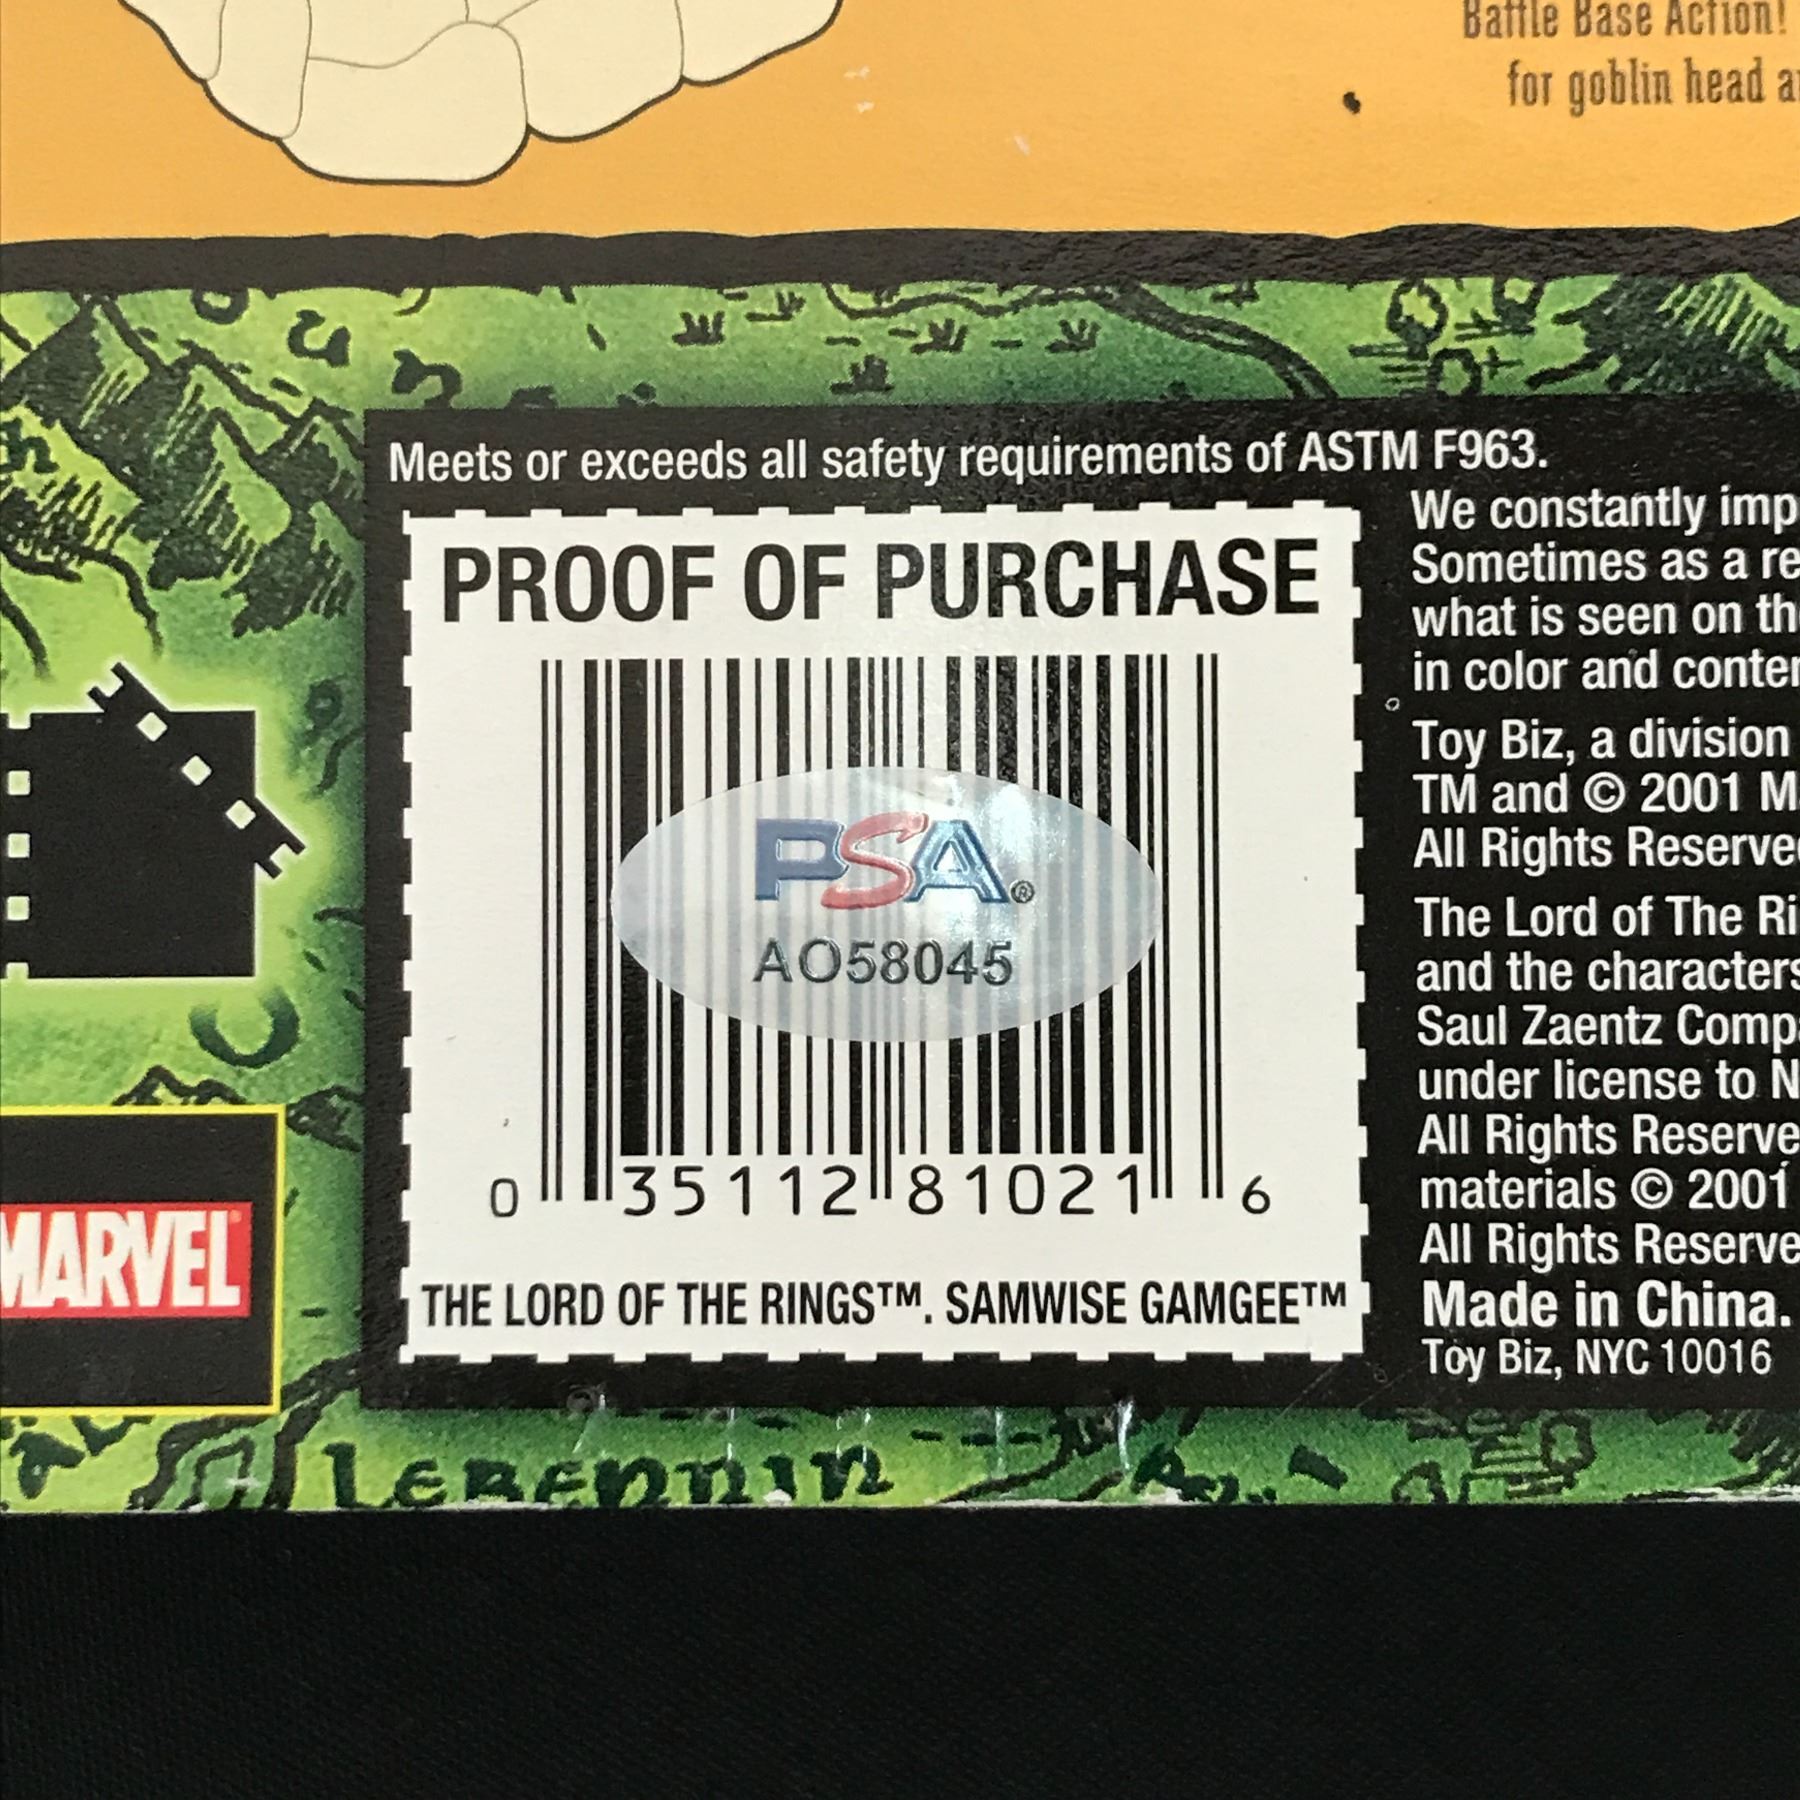 Battle Base Action!
for goblin head
Meets or exceeds all safety requirements of ASTM F963.
PROOF OF PURCHASE
PSA®
AO58045
0 35112 81021 6
THE LORD OF THE RINGS™. SAMWISE GAMGEE™
We constantly imp
Sometimes as a re
what is seen on th
in color and conten
Toy Biz, a division
TM and © 2001 M
All Rights Reserve
The Lord of The Ri
and the characters
Saul Zaentz Comp
under license to N
All Rights Reserve
materials © 2001
All Rights Reserve
Made in China.
Toy Biz, NYC 10016
MARVEL
LEBENNIN